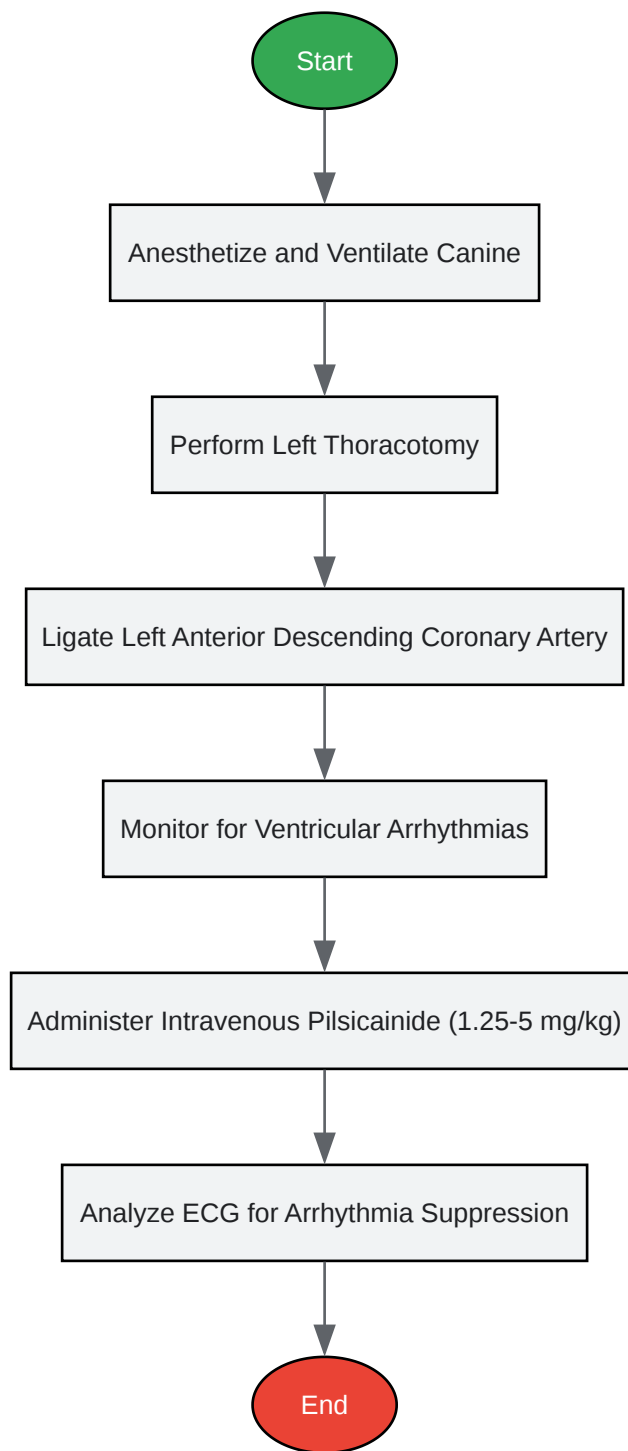 Start
Anesthetize and Ventilate Canine
Perform Left Thoracotomy
Ligate Left Anterior Descending Coronary Artery
Monitor for Ventricular Arrhythmias
Administer Intravenous Pilsicainide (1.25-5 mg/kg)
Analyze ECG for Arrhythmia Suppression
End